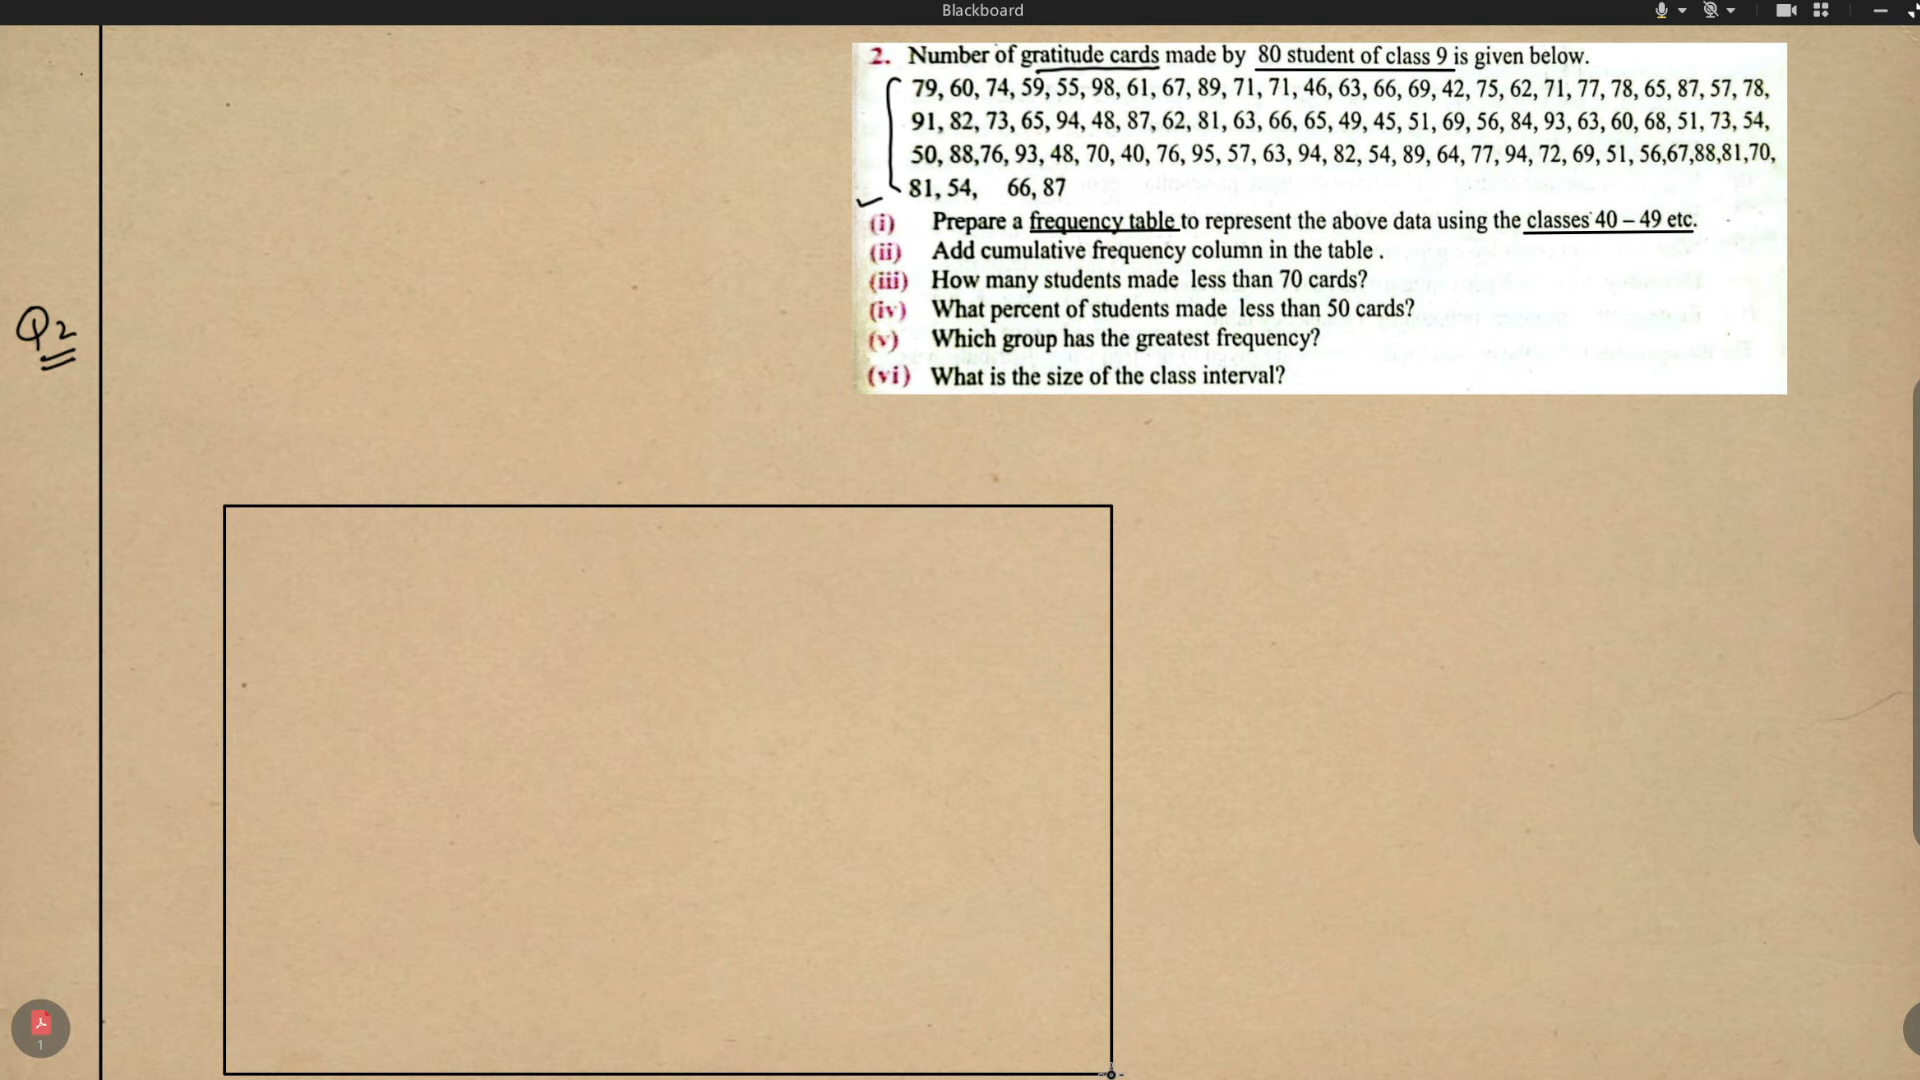 Blackboard
2. Number of gratitude cards made by 80 student of class 9 is given below.
79, 60, 74, 59, 55, 98, 61, 67, 89, 71, 71, 46, 63, 66, 69, 42, 75, 62, 71, 77, 78, 65, 87, 57, 78,
91, 82, 73, 65, 94, 48, 87, 62, 81, 63, 66, 65, 49, 45, 51, 69, 56, 84, 93, 63, 60, 68, 51, 73, 54,
50, 88,76, 93, 48, 70, 40, 76, 95, 57, 63, 94, 82, 54, 89, 64, 77, 94, 72, 69, 51, 56,67,88,81,70,
81, 54, 66, 87
(i) Prepare a frequency table to represent the above data using the classes 40 – 49 etc.
(ii) Add cumulative frequency column in the table .
(iii) How many students made less than 70 cards?
(iv) What percent of students made less than 50 cards?
(v) Which group has the greatest frequency?
(vi) What is the size of the class interval?
Q2
1